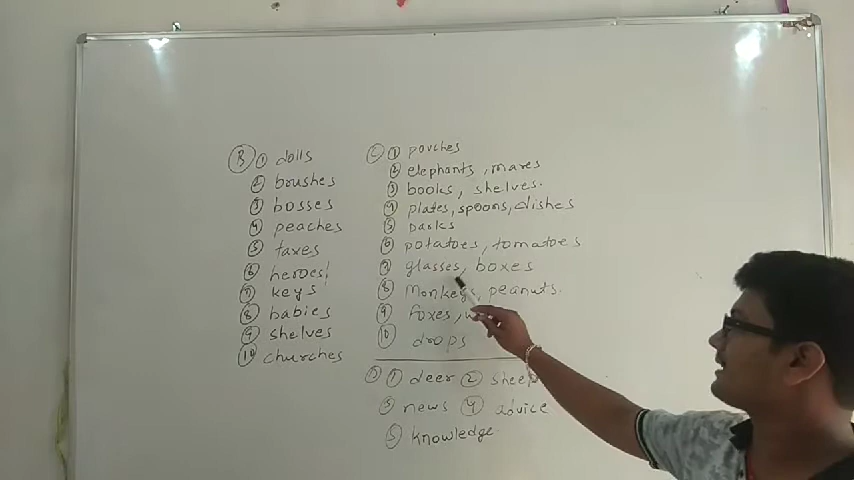 B ① dolls
② brushes
③ bosses
④ peaches
⑤ taxes
⑥ heroes
⑦ keys
⑧ babies
⑨ shelves
⑩ churches
C ① pouches
② elephants, mares
③ books, shelves.
④ plates, spoons, dishes
⑤ parks
⑥ potatoes, tomatoes
⑦ glasses, boxes
⑧ Monkeys, peanuts.
⑨ foxes,
⑩ drops
D ① deer ② sheep
③ news ④ advice
⑤ knowledge